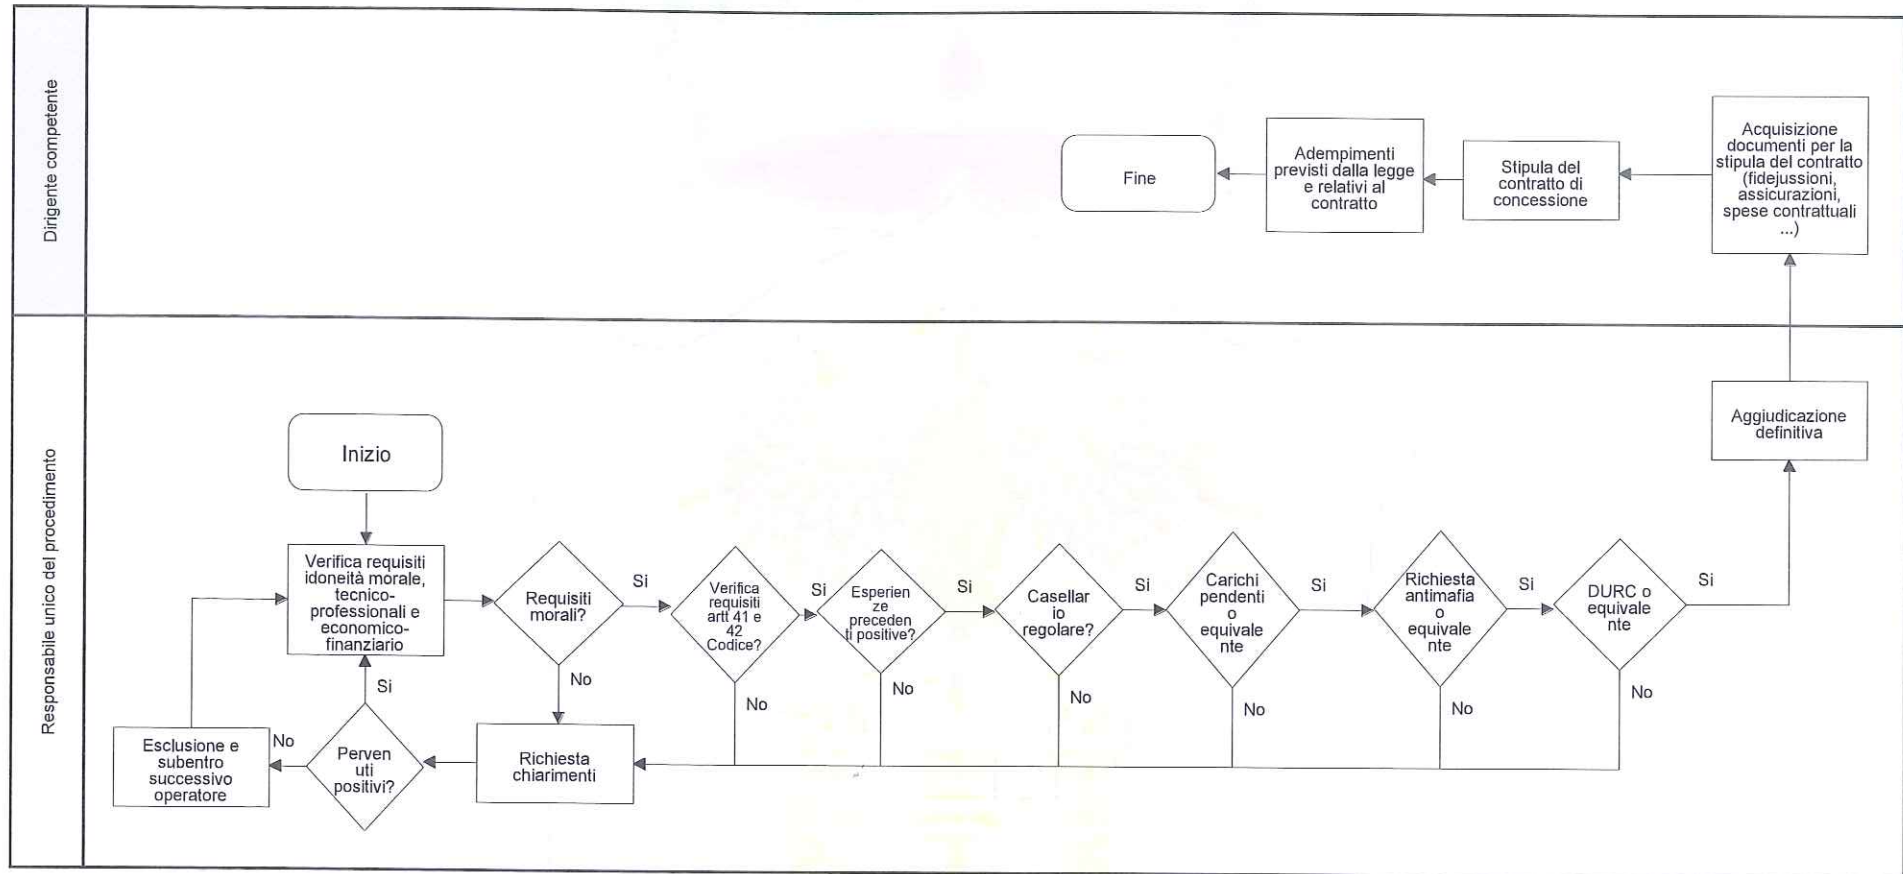 Dirigente competente
Fine
Adempimenti
previsti dalla legge
e relativi al
contratto
Stipula del
contratto di
concessione
Acquisizione
documenti per la
stipula del contratto
(fidejussioni,
assicurazioni,
spese contrattuali
...)
Responsabile unico del procedimento
Inizio
Aggiudicazione
definitiva
Verifica requisiti
idoneità morale,
tecnico-
professionali e
economico-
finanziario
Requisiti
morali?
Si
No
Verifica
requisiti
artt 41 e
42
Codice?
Si
No
Esperien
ze
preceden
ti positive?
Si
No
Casellar
io
regolare?
Si
No
Carichi
pendenti
o
equivale
nte
Si
No
Richiesta
antimafia
o
equivale
nte
Si
No
DURC o
equivale
nte
Si
No
Richiesta
chiarimenti
Perven
uti
positivi?
Si
No
Esclusione e
subentro
successivo
operatore